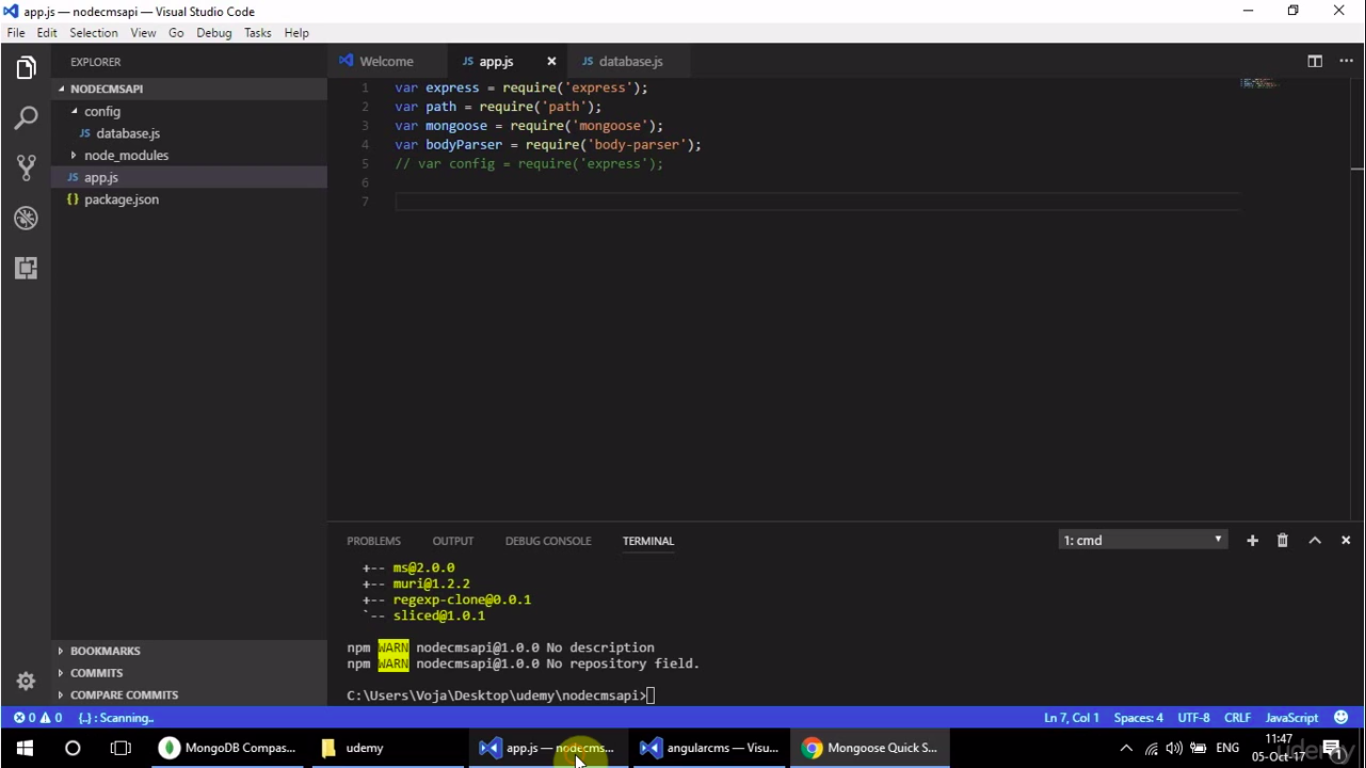 app.js — nodecmsapi — Visual Studio Code
File Edit Selection View Go Debug Tasks Help
EXPLORER
NODECMSAPI
config
JS database.js
node_modules
JS app.js
{} package.json
BOOKMARKS
COMMITS
COMPARE COMMITS
Welcome
JS app.js
JS database.js
1 var express = require('express');
2 var path = require('path');
3 var mongoose = require('mongoose');
4 var bodyParser = require('body-parser');
5 // var config = require('express');
6
7
PROBLEMS OUTPUT DEBUG CONSOLE TERMINAL
1: cmd
+-- ms@2.0.0
+-- muri@1.2.2
+-- regexp-clone@0.0.1
`-- sliced@1.0.1
npm WARN nodecmsapi@1.0.0 No description
npm WARN nodecmsapi@1.0.0 No repository field.
C:\Users\Voja\Desktop\udemy\nodecmsapi>
0 0 {..} : Scanning..
Ln 7, Col 1 Spaces: 4 UTF-8 CRLF JavaScript
MongoDB Compas...
udemy
app.js — nodecms...
angularcms — Visu...
Mongoose Quick S...
ENG
11:47
05-Oct-17
1
udemy